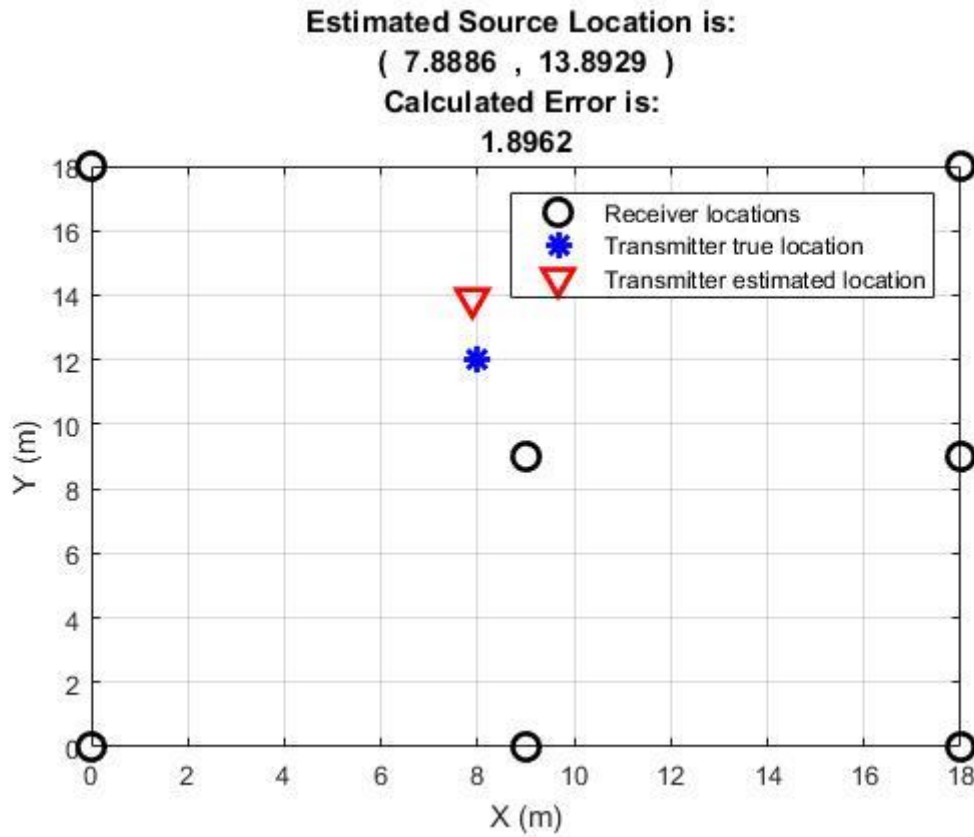 Estimated Source Location is:
( 7.8886 , 13.8929 )
Calculated Error is:
1.8962
18
Receiver locations
16
Transmitter true location
Transmitter estimated location
14
12
10
Y (m)
8
6
4
2
0
0 2 4 6 8 10 12 14 16 18
X (m)